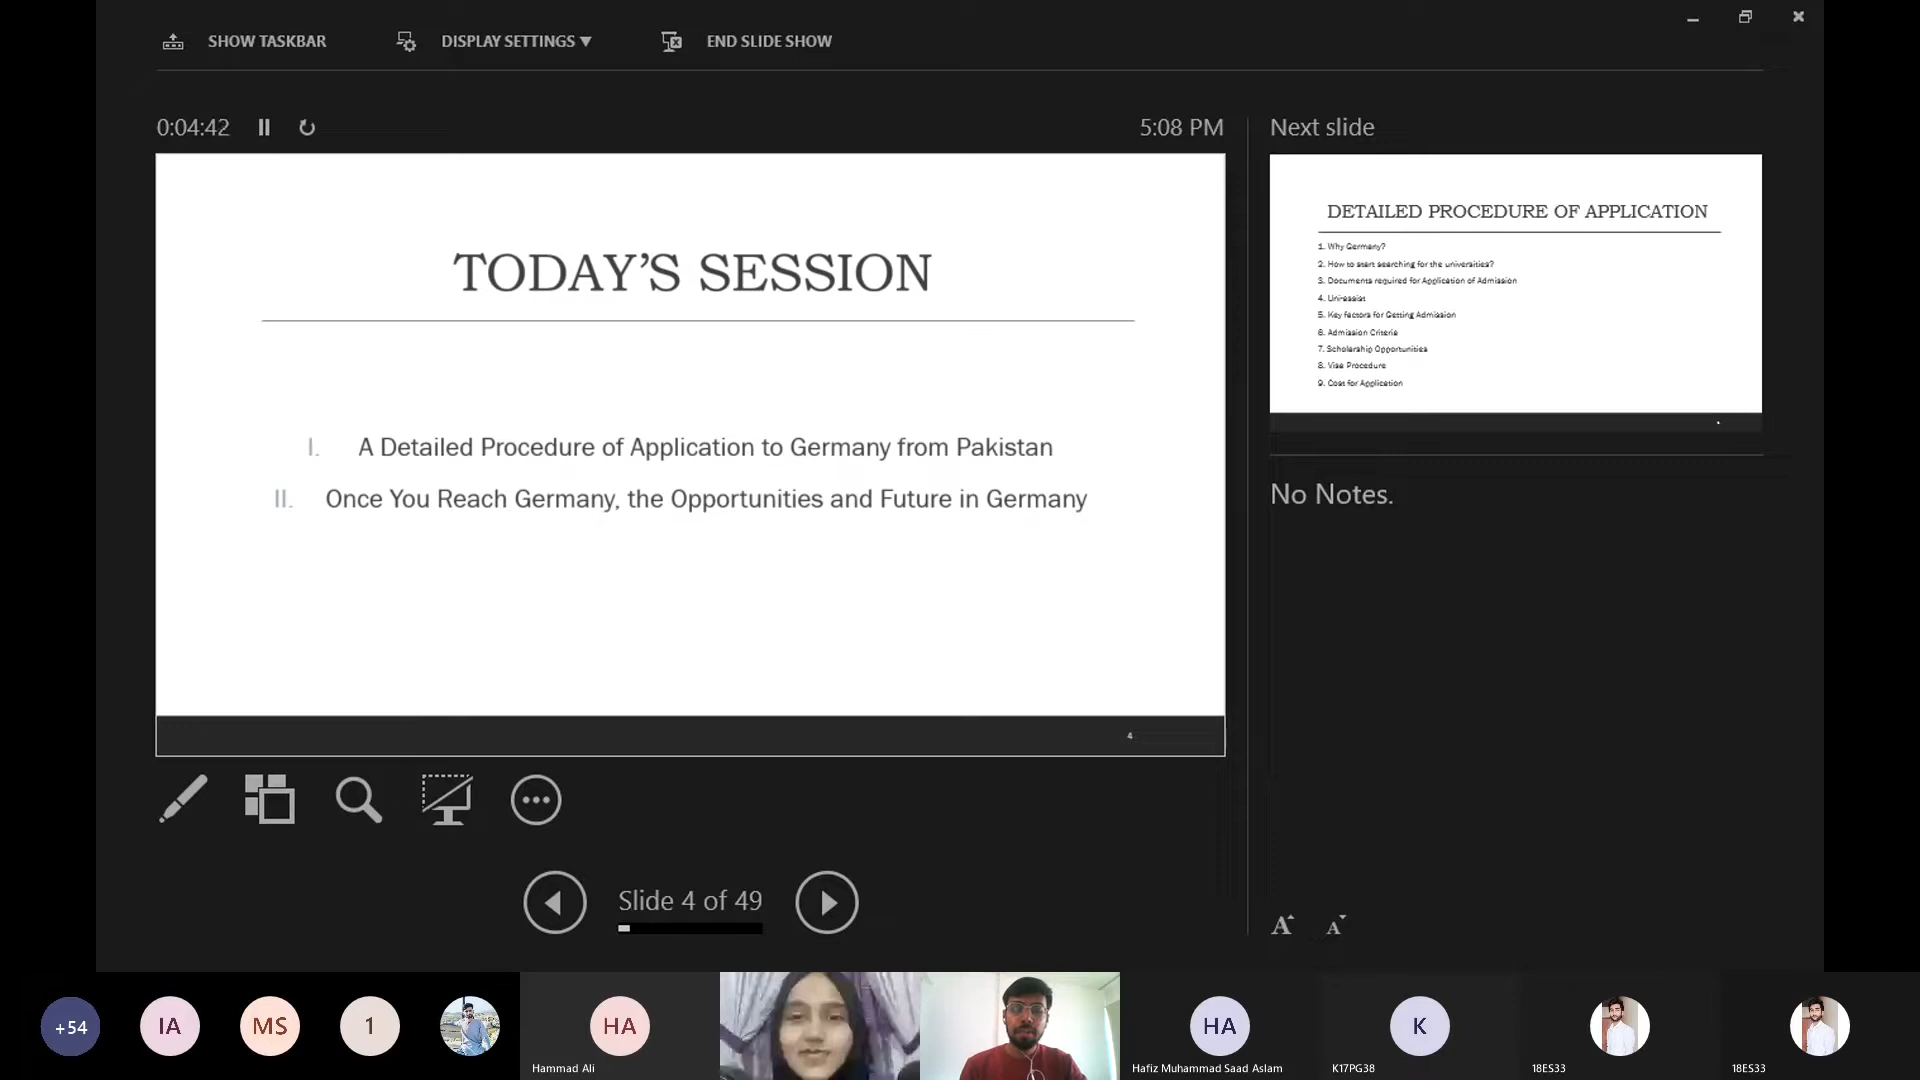 SHOW TASKBAR
DISPLAY SETTINGS
END SLIDE SHOW
0:04:42
5:08 PM
Next slide
TODAY’S SESSION
I. A Detailed Procedure of Application to Germany from Pakistan
II. Once You Reach Germany, the Opportunities and Future in Germany
4
DETAILED PROCEDURE OF APPLICATION
1. Why Germany?
2. How to start searching for the universities?
3. Documents required for Application of Admission
4. Uni-assist
5. Key factors for Getting Admission
6. Admission Criteria
7. Scholarship Opportunities
8. Visa Procedure
9. Cost for Application
No Notes.
Slide 4 of 49
A A
+54
IA
MS
1
HA
Hammad Ali
HA
Hafiz Muhammad Saad Aslam
K
K17PG38
18ES33
18ES33